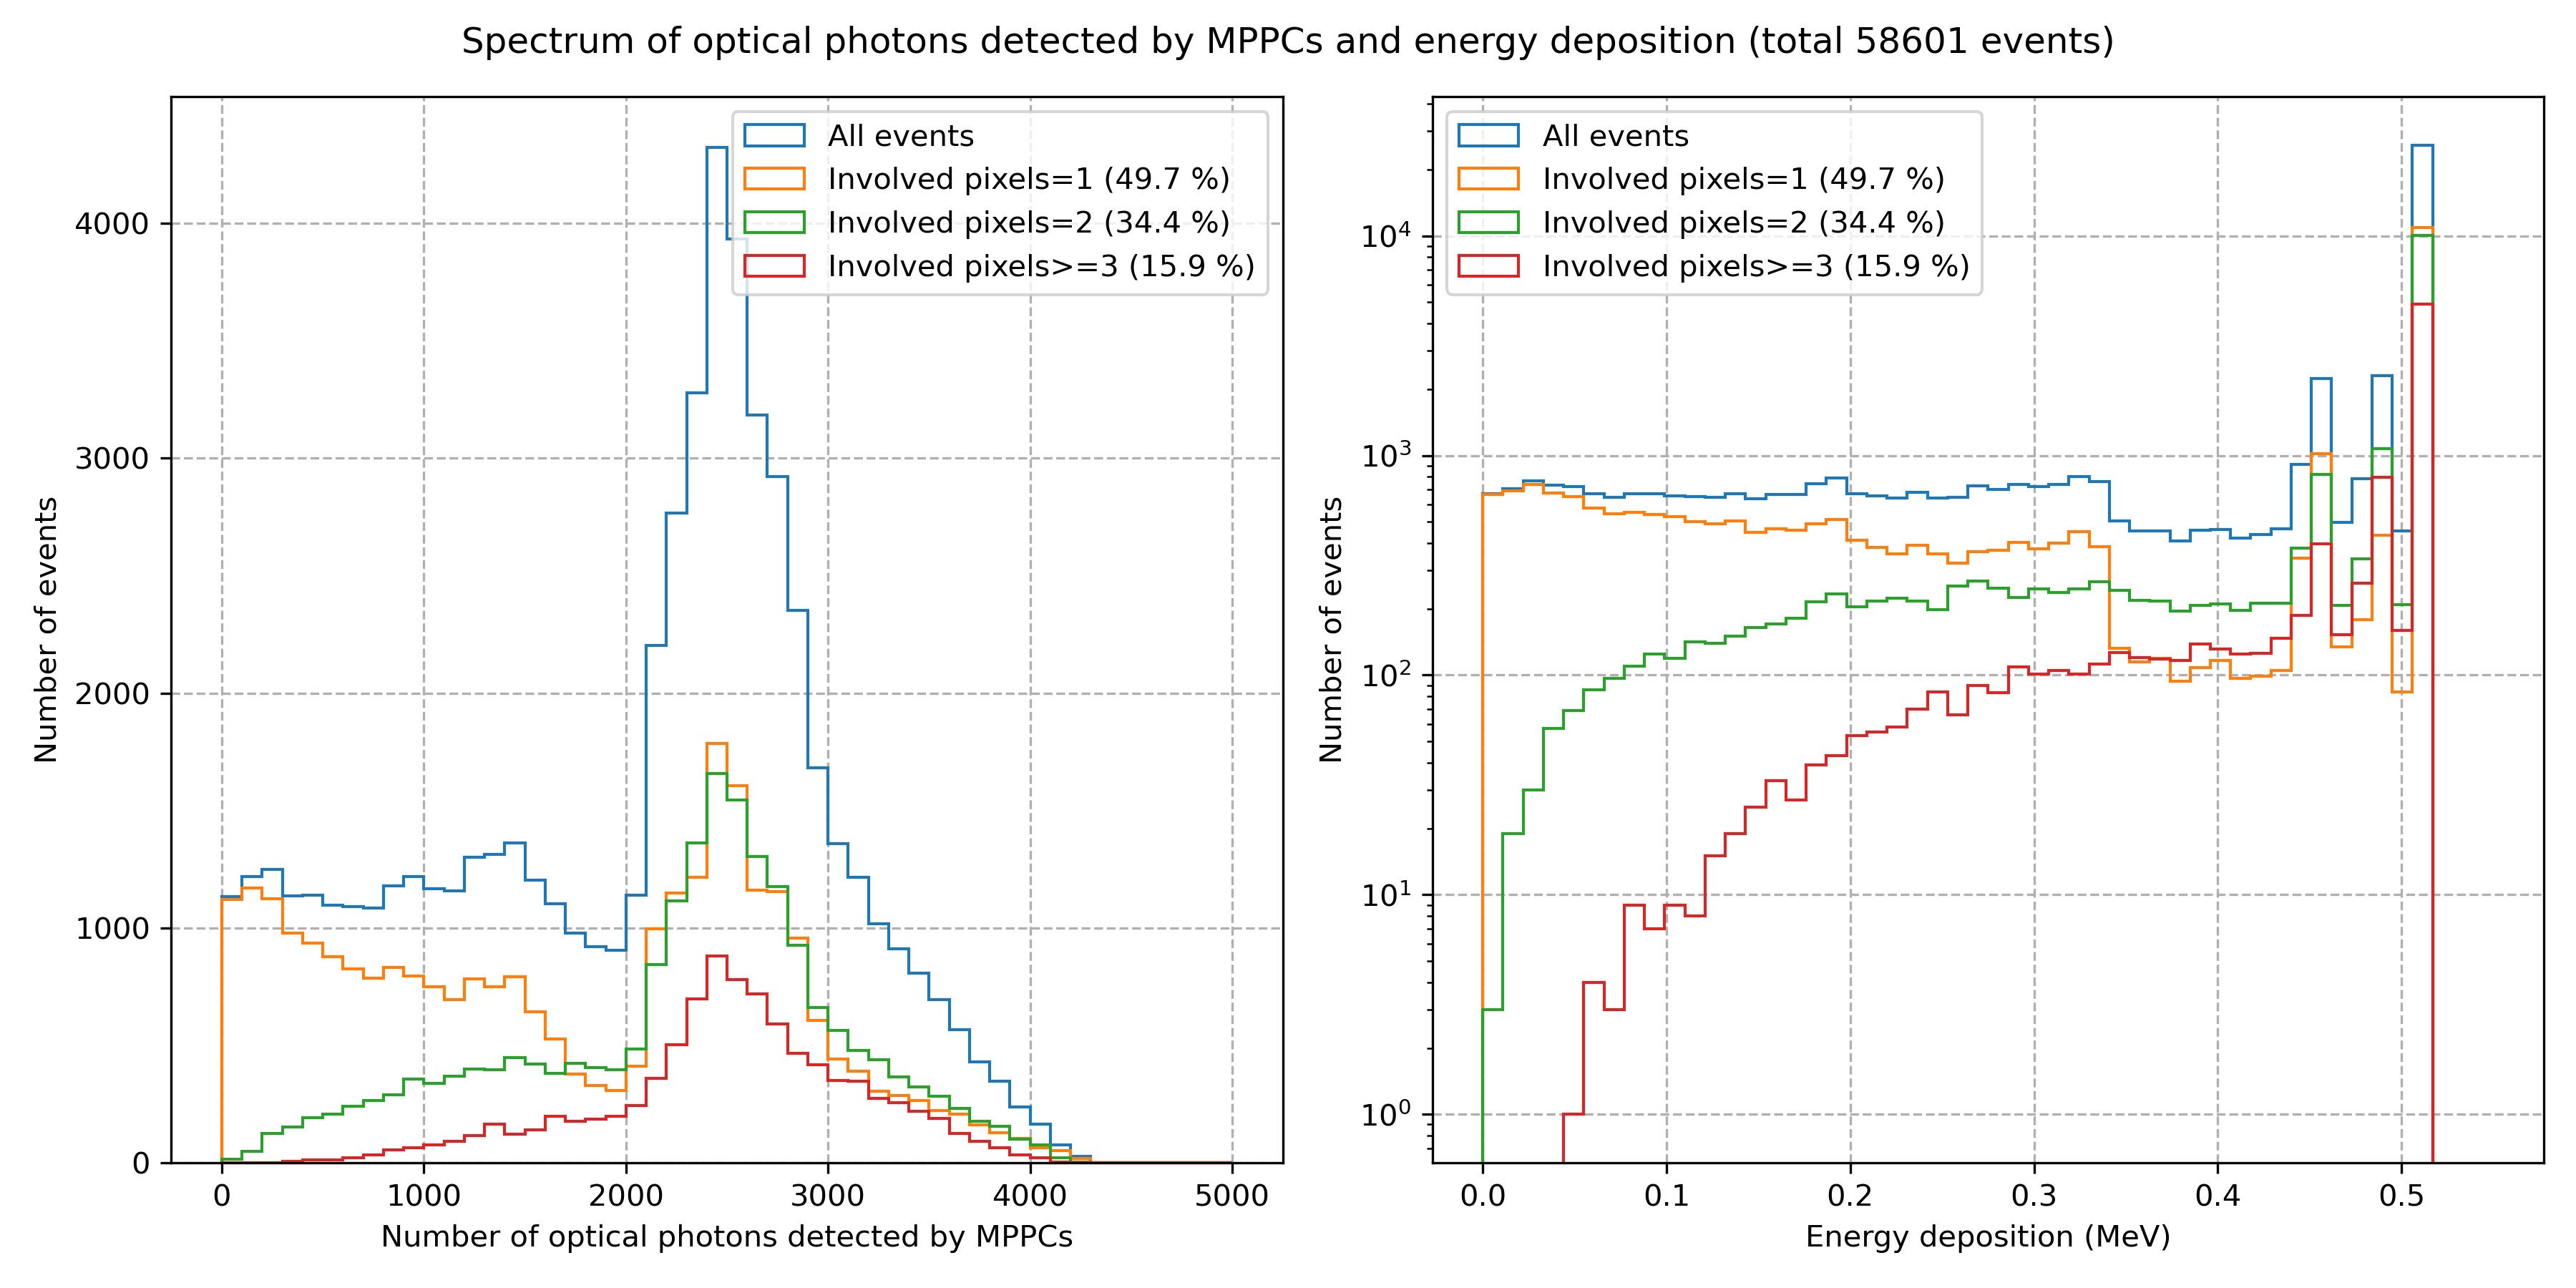 Spectrum of optical photons detected by MPPCs and energy deposition (total 58601 events)
All events
Involved pixels=1 (49.7 %)
Involved pixels=2 (34.4 %)
Involved pixels>=3 (15.9 %)
4000
3000
2000
1000
0
Number of events
0 1000 2000 3000 4000 5000
Number of optical photons detected by MPPCs
All events
Involved pixels=1 (49.7 %)
Involved pixels=2 (34.4 %)
Involved pixels>=3 (15.9 %)
10⁴
10³
10²
10¹
10⁰
Number of events
0.0 0.1 0.2 0.3 0.4 0.5
Energy deposition (MeV)